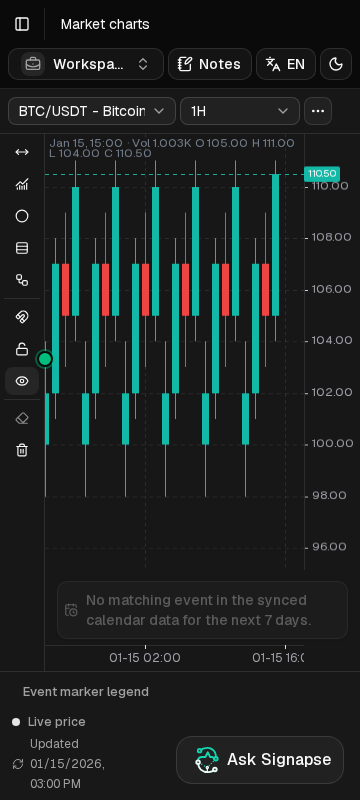 Market charts
Workspa...
Notes
EN
BTC/USDT - Bitcoin
1H
Jan 15, 15:00 · Vol 1.003K O 105.00 H 111.00
L 104.00 C 110.50
110.50
110.00
108.00
106.00
104.00
102.00
100.00
98.00
96.00
No matching event in the synced
calendar data for the next 7 days.
01-15 02:00
01-15 16:0
Event marker legend
Live price
Updated
01/15/2026,
03:00 PM
Ask Signapse